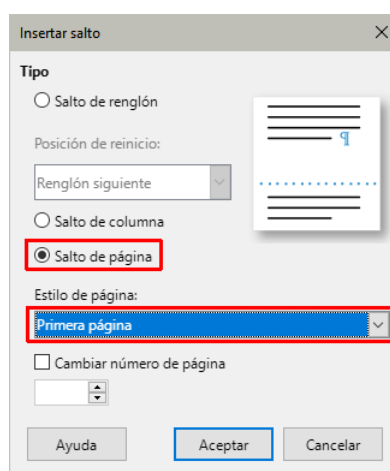 Insertar salto
Tipo
Salto de renglón
Posición de reinicio:
Renglón siguiente
Salto de columna
Salto de página
Estilo de página:
Primera página
Cambiar número de página
Ayuda Aceptar Cancelar